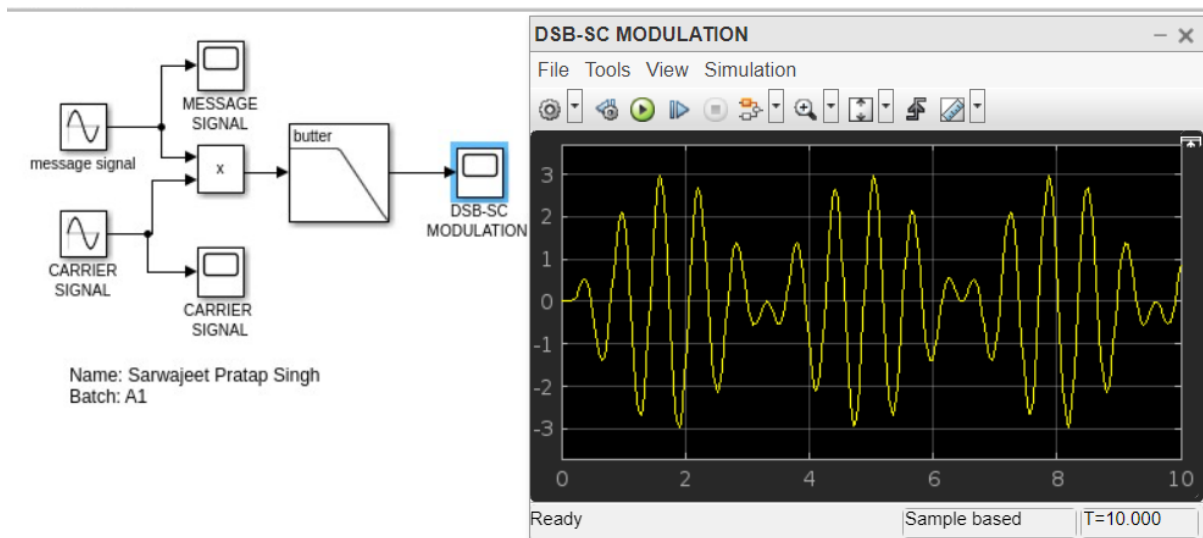 MESSAGE
SIGNAL
message signal
x
butter
CARRIER
SIGNAL
CARRIER
SIGNAL
DSB-SC
MODULATION
Name: Sarwajeet Pratap Singh
Batch: A1
DSB-SC MODULATION
File Tools View Simulation
3
2
1
0
-1
-2
-3
0 2 4 6 8 10
Ready Sample based T=10.000